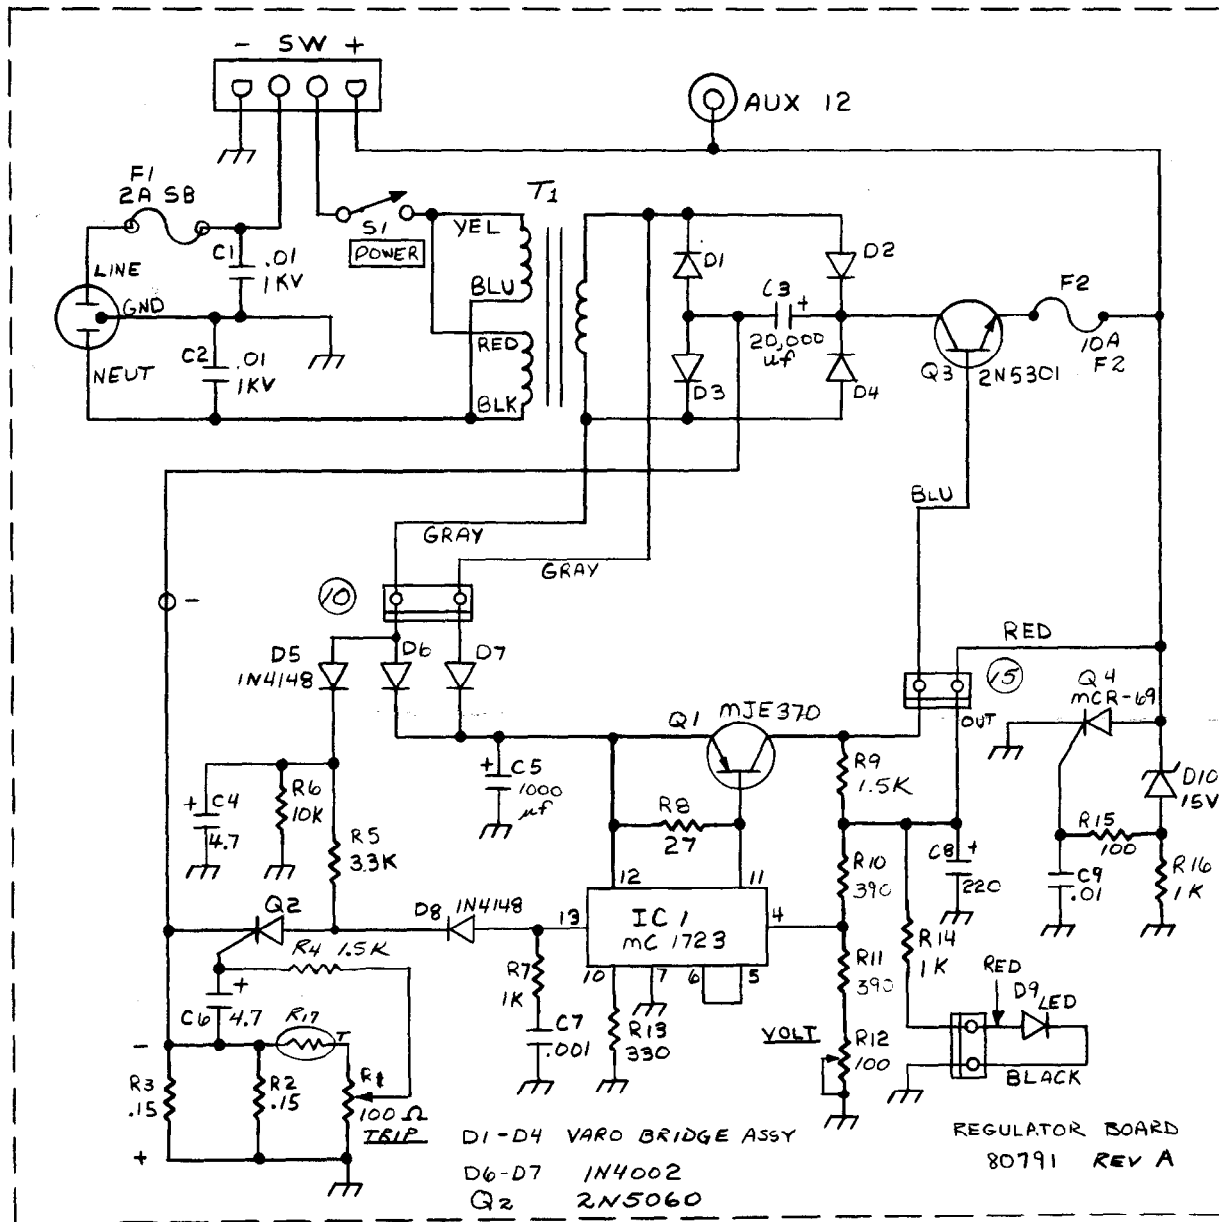 - SW +
AUX 12
F1
2A SB
T1
S1
POWER
YEL
C1 .01
1KV
LINE
GND
BLU
D1
D2
C3 +
20,000
µf
F2
10A
F2
Q3
2N5301
C2 .01
1KV
NEUT
RED
BLK
D3
D4
BLU
GRAY
GRAY
10
-
RED
15
D5
1N4148
D6
D7
Q1 MJE370
OUT
Q4
MCR-69
+ C5
1000
µf
R9
1.5K
D10
15V
+ C4
4.7
R6
10K
R5
3.3K
R8
27
R15
100
C8 +
220
R10
390
C9
.01
R16
1K
12
11
Q2
D8 1N4148
13
IC1
MC1723
4
R4 1.5K
10
7
6
5
R7
1K
R11
390
R14
1K
+
C6 4.7
R17
T
C7
.001
R13
330
VOLT
R12
100
RED
D9
LED
BLACK
-
R3
.15
R2
.15
R1
100 Ω
TRIP
+
D1-D4 VARO BRIDGE ASSY
D6-D7 1N4002
Q2 2N5060
REGULATOR BOARD
80791 REV A